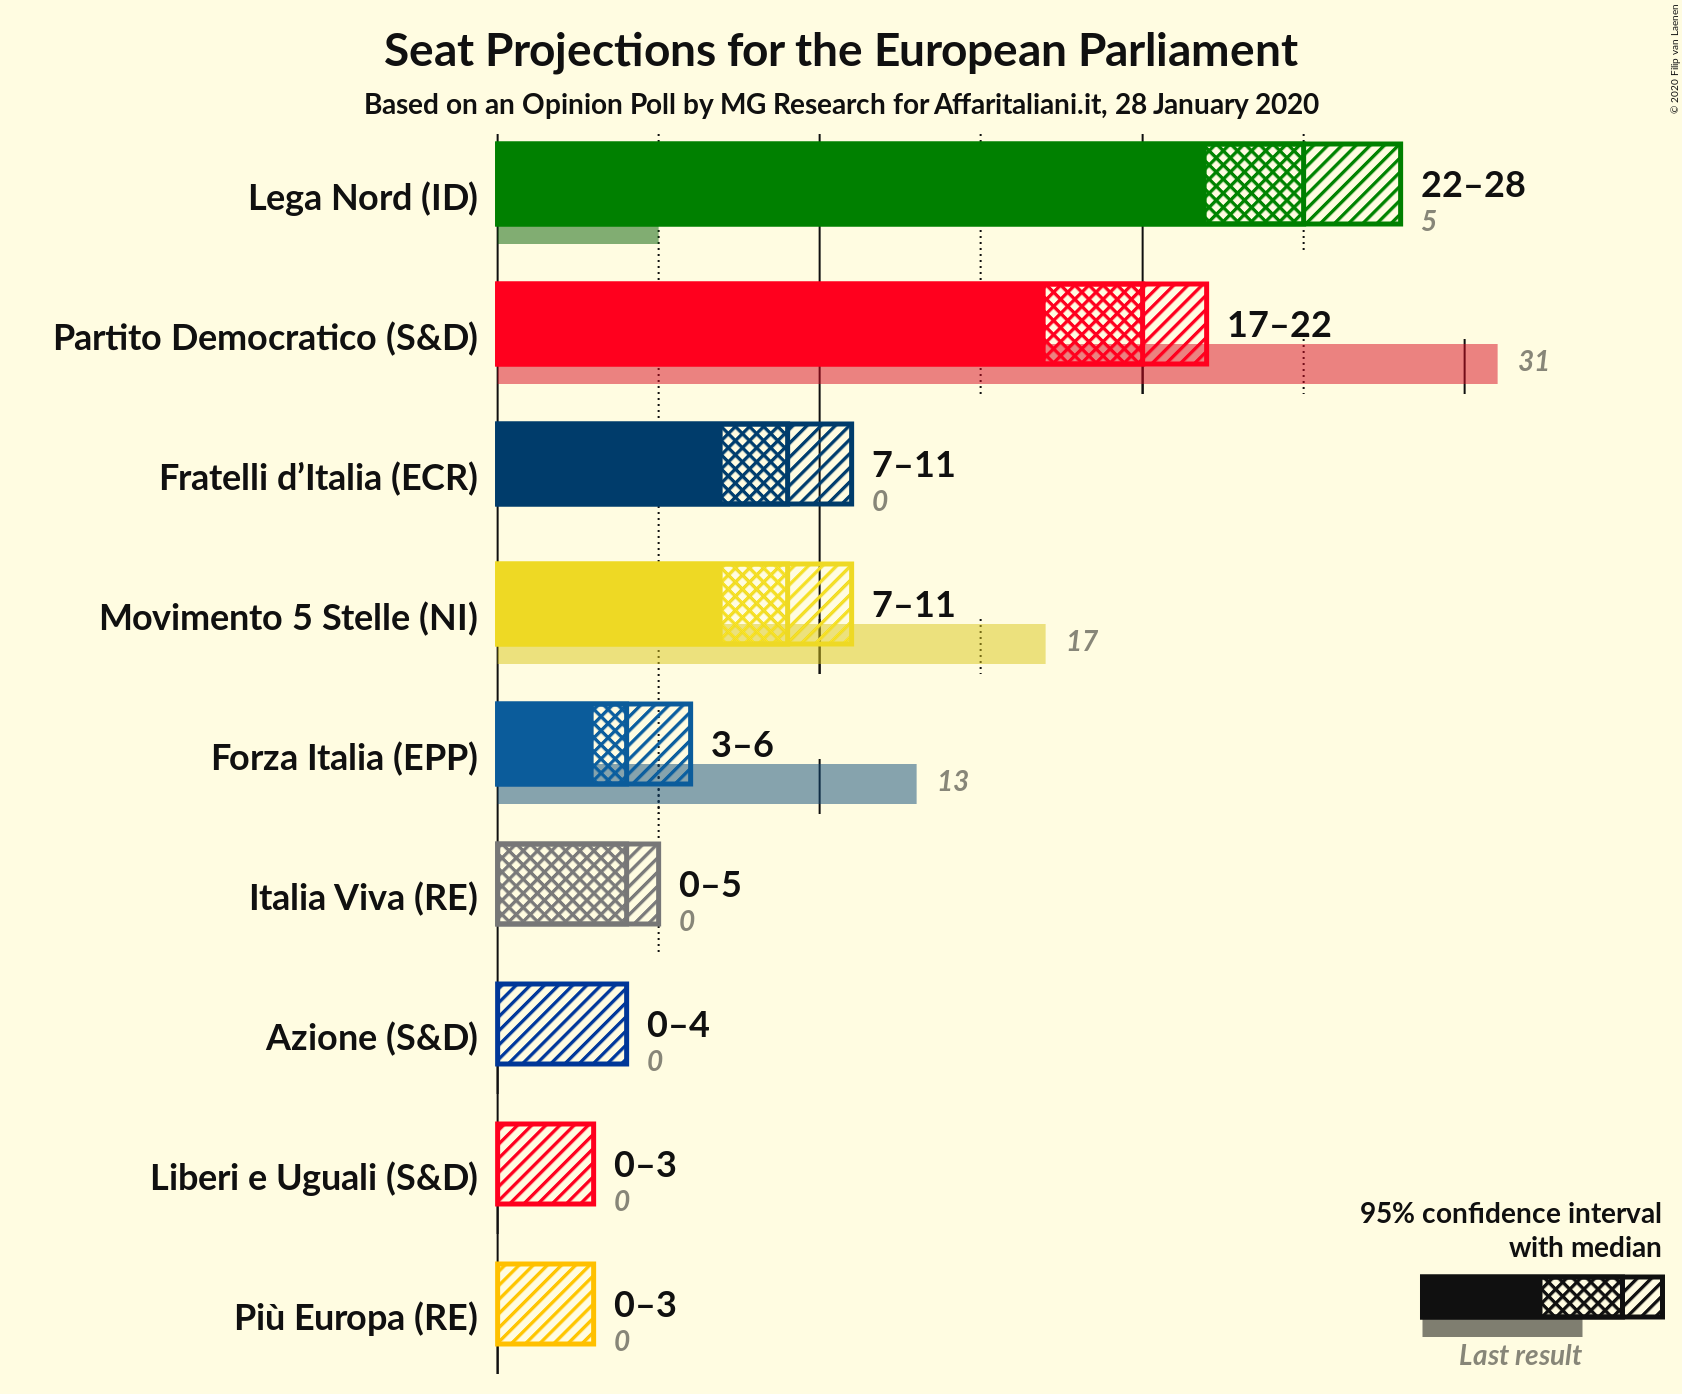 Seat Projections for the European Parliament
Based on an Opinion Poll by MG Research for Affaritaliani.it, 28 January 2020
© 2020 Filip van Laenen
Lega Nord (ID)
22–28
5
Partito Democratico (S&D)
17–22
31
Fratelli d’Italia (ECR)
7–11
0
Movimento 5 Stelle (NI)
7–11
17
Forza Italia (EPP)
3–6
13
Italia Viva (RE)
0–5
0
Azione (S&D)
0–4
0
Liberi e Uguali (S&D)
0–3
0
Più Europa (RE)
0–3
0
95% confidence interval
with median
Last result